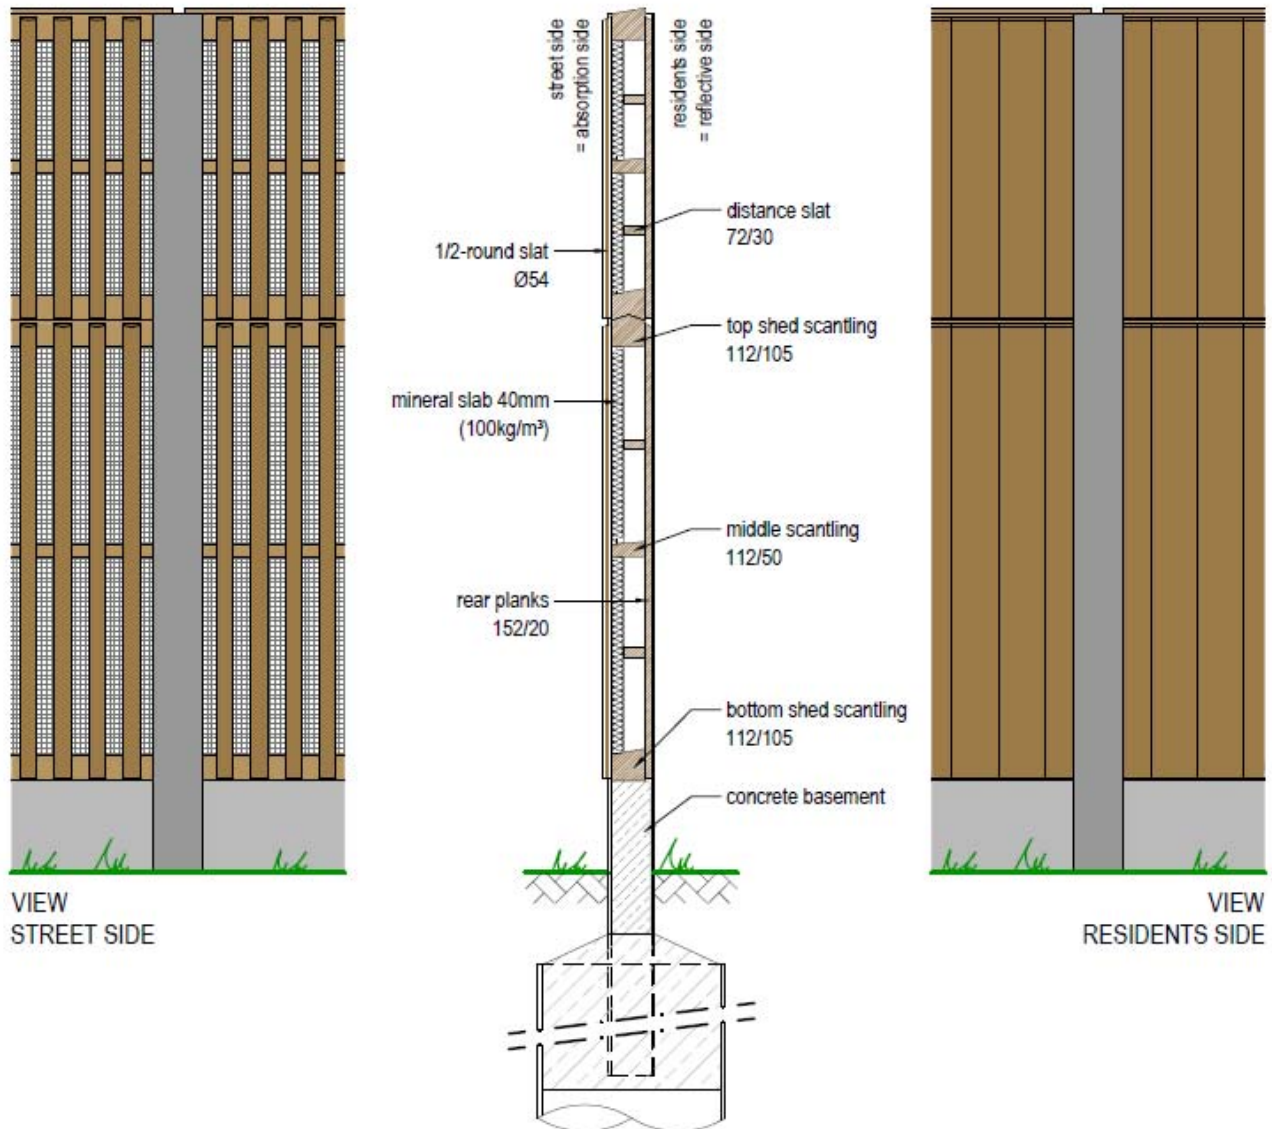 street side
= absorption side
residents side
= reflective side
distance slat
72/30
1/2-round slat
Ø54
top shed scantling
112/105
mineral slab 40mm
(100kg/m³)
middle scantling
112/50
rear planks
152/20
bottom shed scantling
112/105
concrete basement
VIEW
STREET SIDE
VIEW
RESIDENTS SIDE